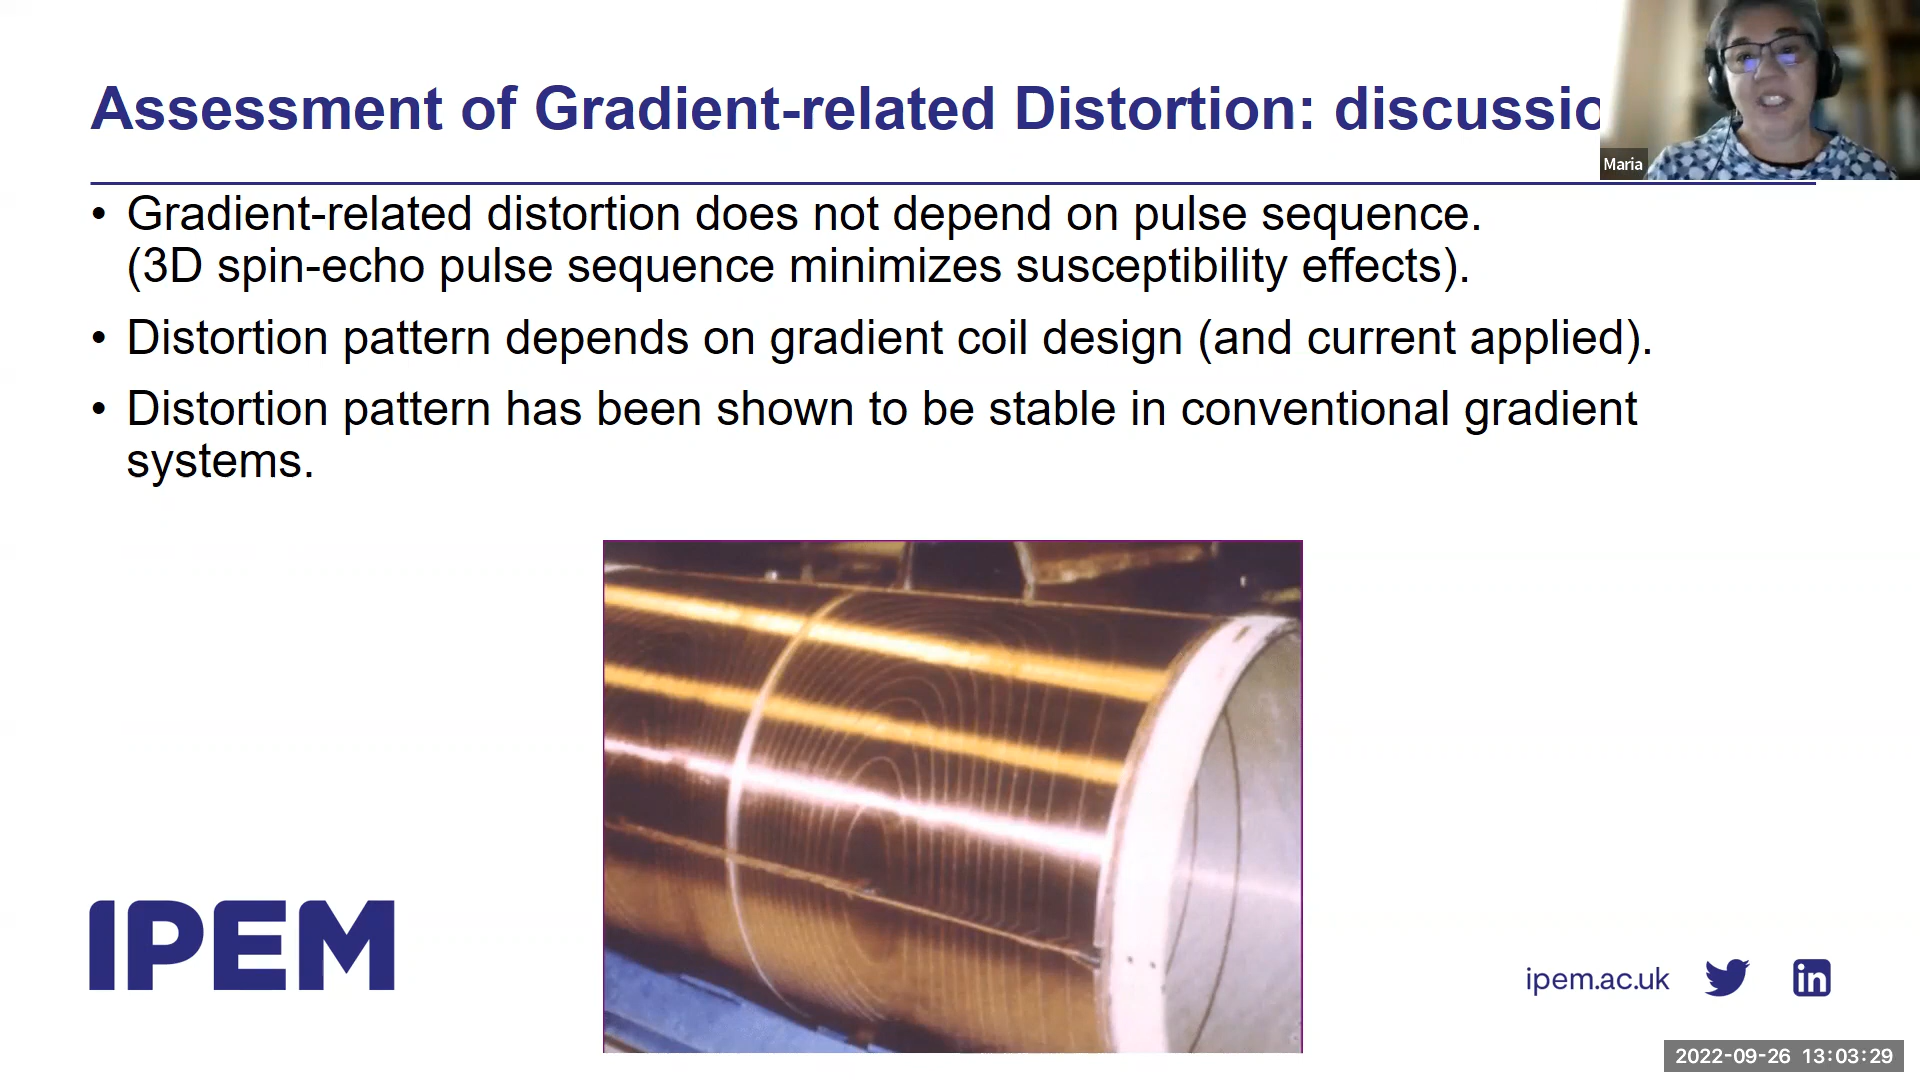 Assessment of Gradient-related Distortion: discussio
Maria
• Gradient-related distortion does not depend on pulse sequence.
(3D spin-echo pulse sequence minimizes susceptibility effects).
• Distortion pattern depends on gradient coil design (and current applied).
• Distortion pattern has been shown to be stable in conventional gradient
systems.
IPEM
ipem.ac.uk
in
2022-09-26 13:03:29